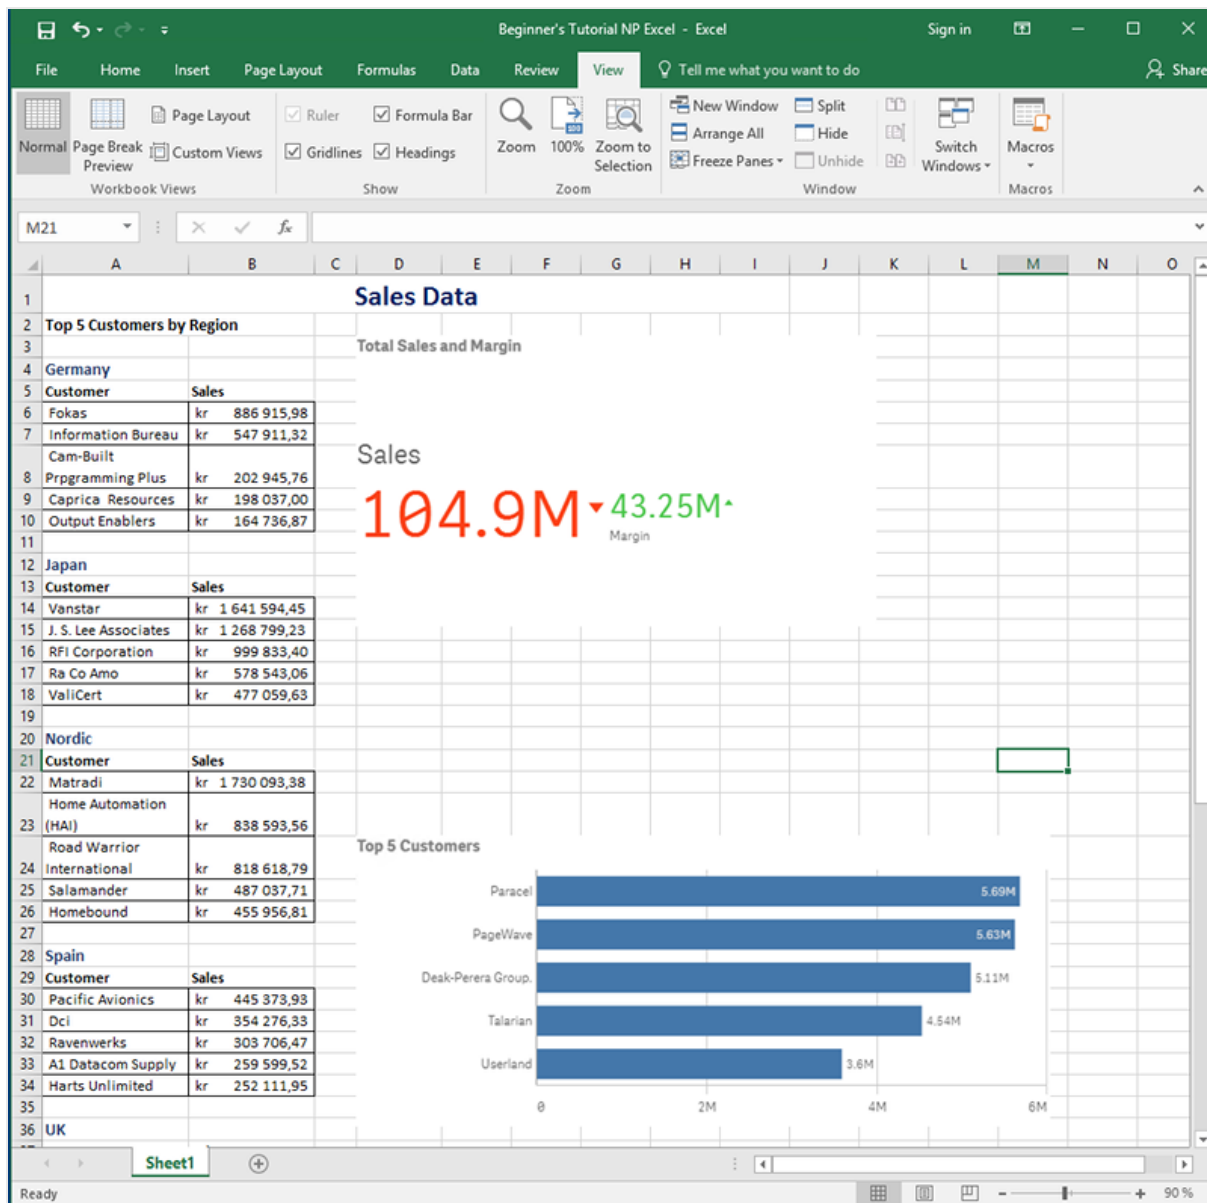 Beginner's Tutorial NP Excel - Excel
Sign in
File Home Insert Page Layout Formulas Data Review View Tell me what you want to do Share
Normal
Page Break Preview
Page Layout
Custom Views
Workbook Views
Ruler
Formula Bar
Gridlines
Headings
Show
Zoom
100
100%
Zoom to Selection
Zoom
New Window
Arrange All
Freeze Panes
Split
Hide
Unhide
Switch Windows
Window
Macros
Macros
M21
fx
A B C D E F G H I J K L M N O
1 Sales Data
2 Top 5 Customers by Region
3
4 Germany
5 Customer Sales
6 Fokas kr 886 915,98
7 Information Bureau kr 547 911,32
Cam-Built
8 Prpgramming Plus kr 202 945,76
9 Caprica Resources kr 198 037,00
10 Output Enablers kr 164 736,87
11
12 Japan
13 Customer Sales
14 Vanstar kr 1 641 594,45
15 J. S. Lee Associates kr 1 268 799,23
16 RFI Corporation kr 999 833,40
17 Ra Co Amo kr 578 543,06
18 ValiCert kr 477 059,63
19
20 Nordic
21 Customer Sales
22 Matradi kr 1 730 093,38
Home Automation
23 (HAI) kr 838 593,56
Road Warrior
24 International kr 818 618,79
25 Salamander kr 487 037,71
26 Homebound kr 455 956,81
27
28 Spain
29 Customer Sales
30 Pacific Avionics kr 445 373,93
31 Dci kr 354 276,33
32 Ravenwerks kr 303 706,47
33 A1 Datacom Supply kr 259 599,52
34 Harts Unlimited kr 252 111,95
35
36 UK
Total Sales and Margin
Sales
104.9M 43.25M
Margin
Top 5 Customers
Paracel 5.69M
PageWave 5.63M
Deak-Perera Group. 5.11M
Talarian 4.54M
Userland 3.6M
0 2M 4M 6M
Sheet1
Ready
90 %